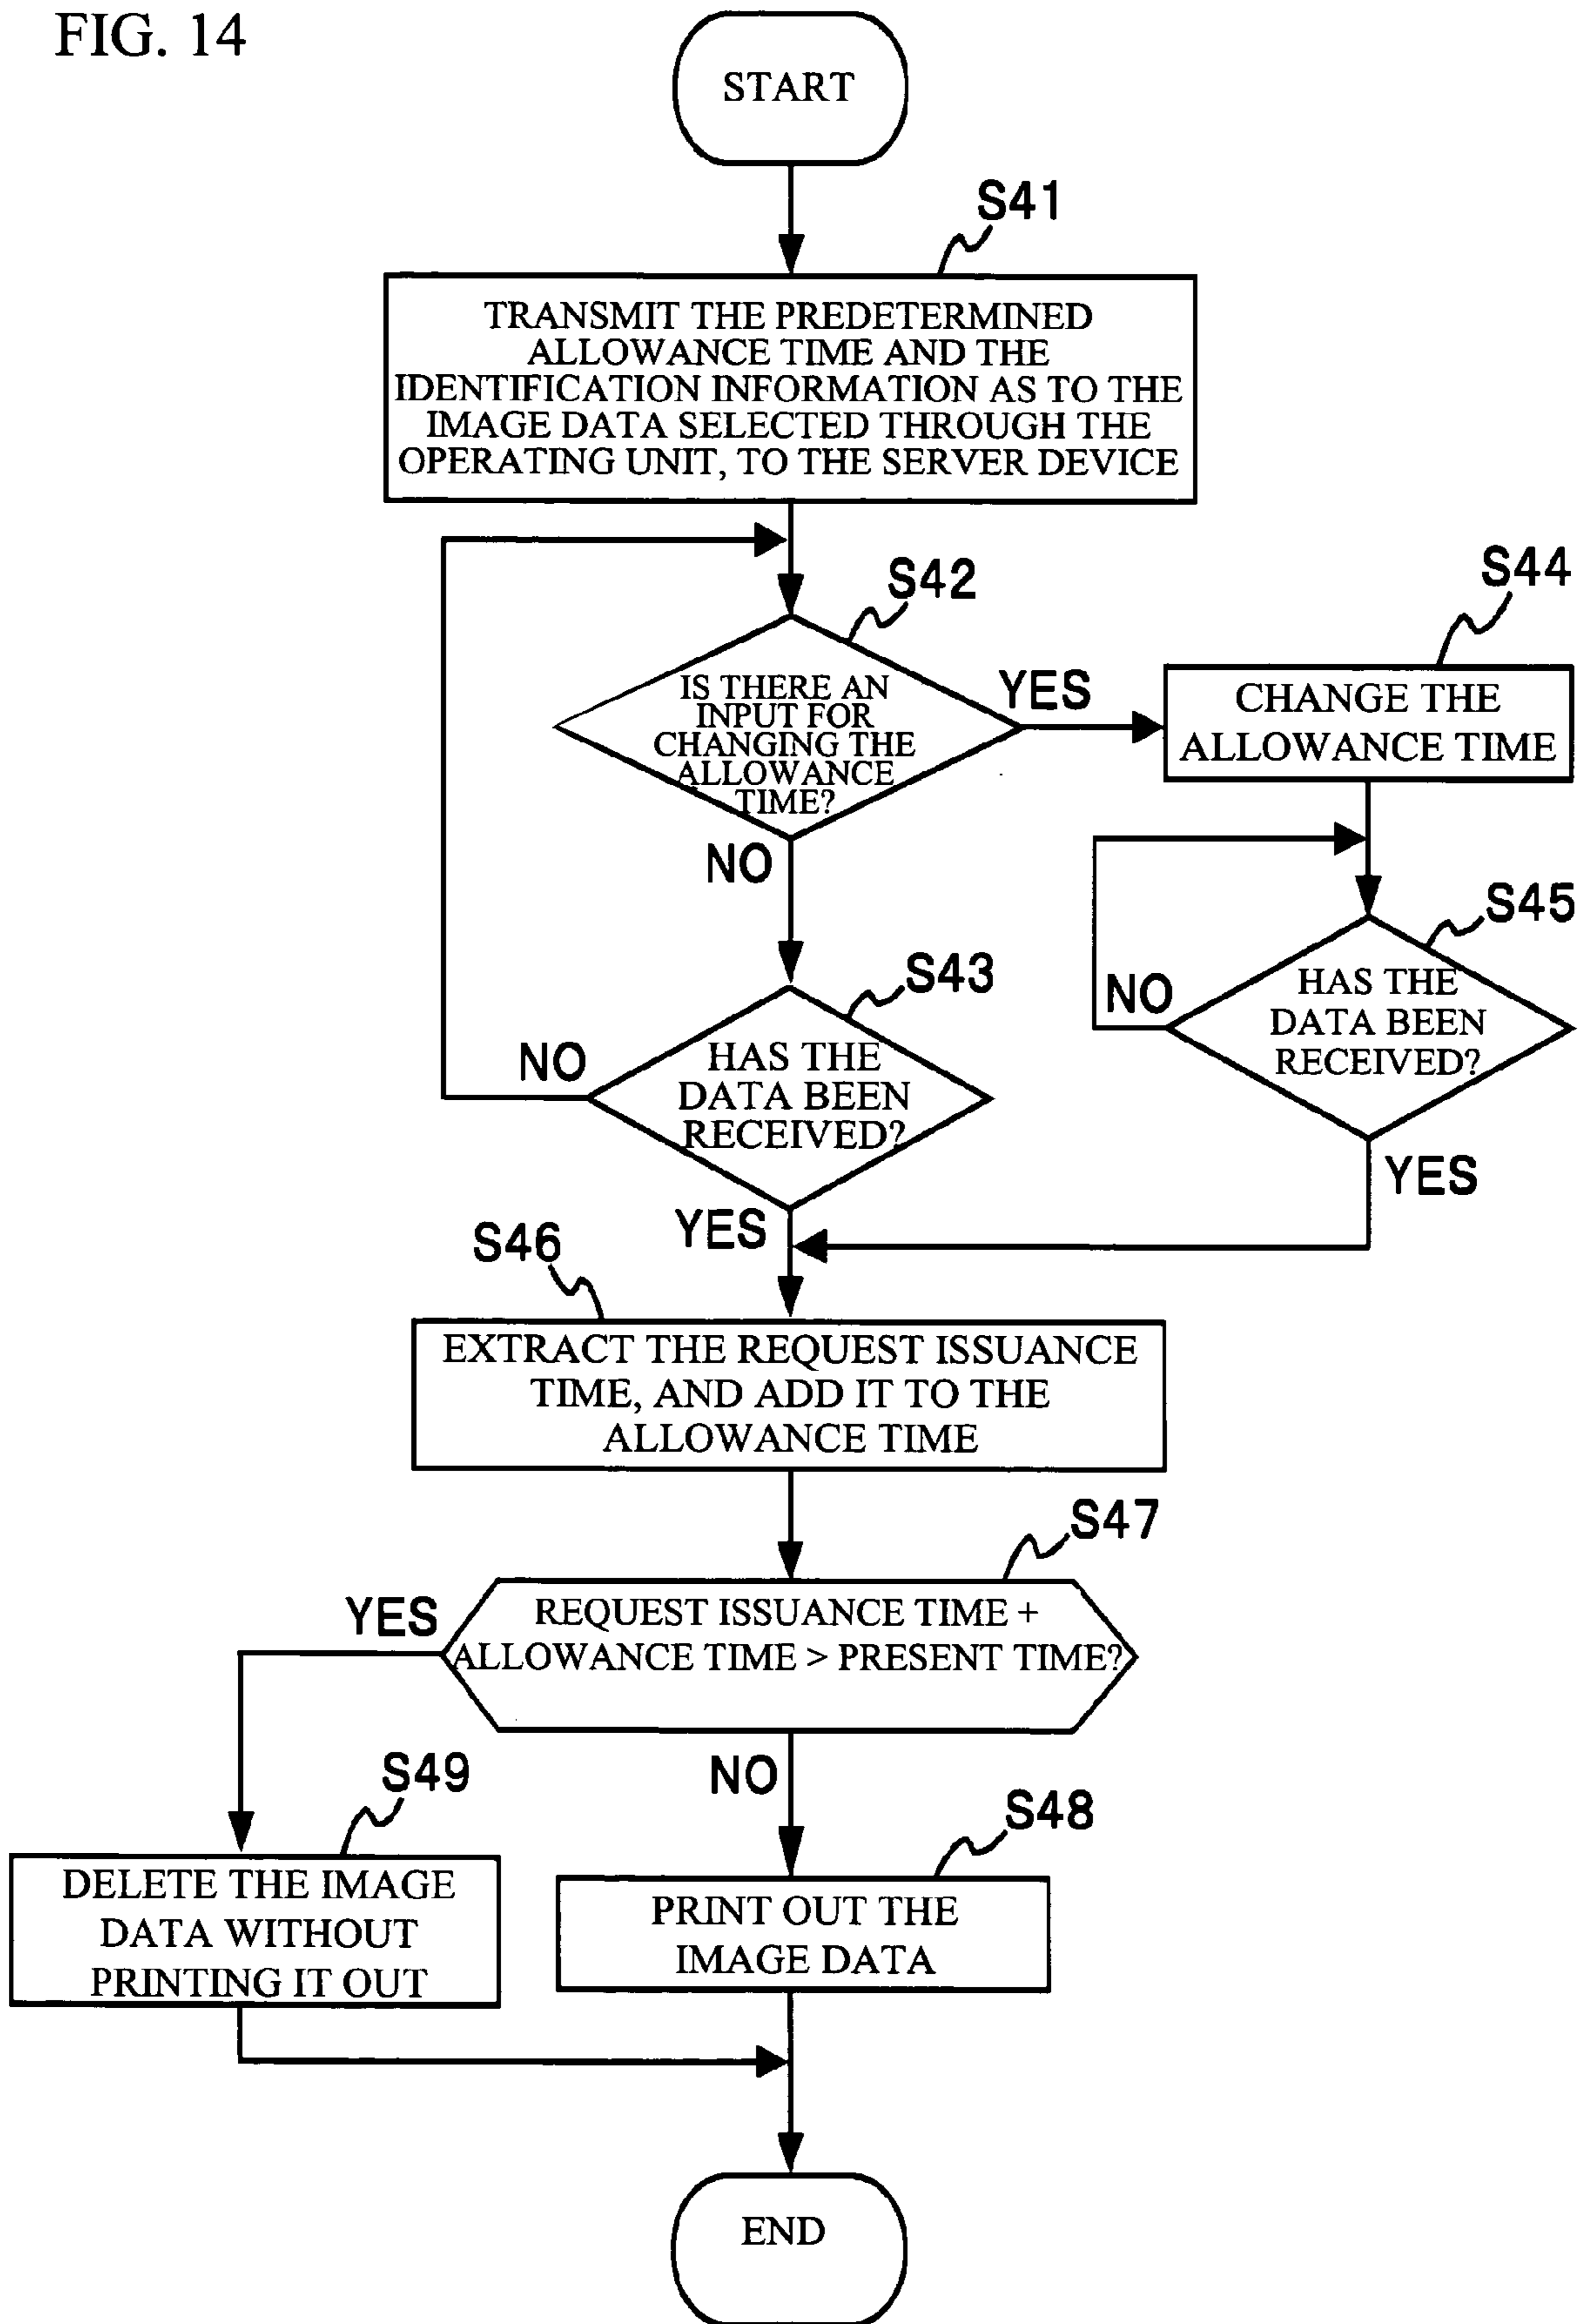 FIG. 14
START
S41
TRANSMIT THE PREDETERMINED
ALLOWANCE TIME AND THE
IDENTIFICATION INFORMATION AS TO THE
IMAGE DATA SELECTED THROUGH THE
OPERATING UNIT, TO THE SERVER DEVICE
S42
IS THERE AN
INPUT FOR
CHANGING THE
ALLOWANCE
TIME?
YES
NO
S44
CHANGE THE
ALLOWANCE TIME
S45
HAS THE
DATA BEEN
RECEIVED?
NO
YES
S43
HAS THE
DATA BEEN
RECEIVED?
NO
YES
S46
EXTRACT THE REQUEST ISSUANCE
TIME, AND ADD IT TO THE
ALLOWANCE TIME
S47
REQUEST ISSUANCE TIME +
ALLOWANCE TIME > PRESENT TIME?
YES
NO
S49
DELETE THE IMAGE
DATA WITHOUT
PRINTING IT OUT
S48
PRINT OUT THE
IMAGE DATA
END